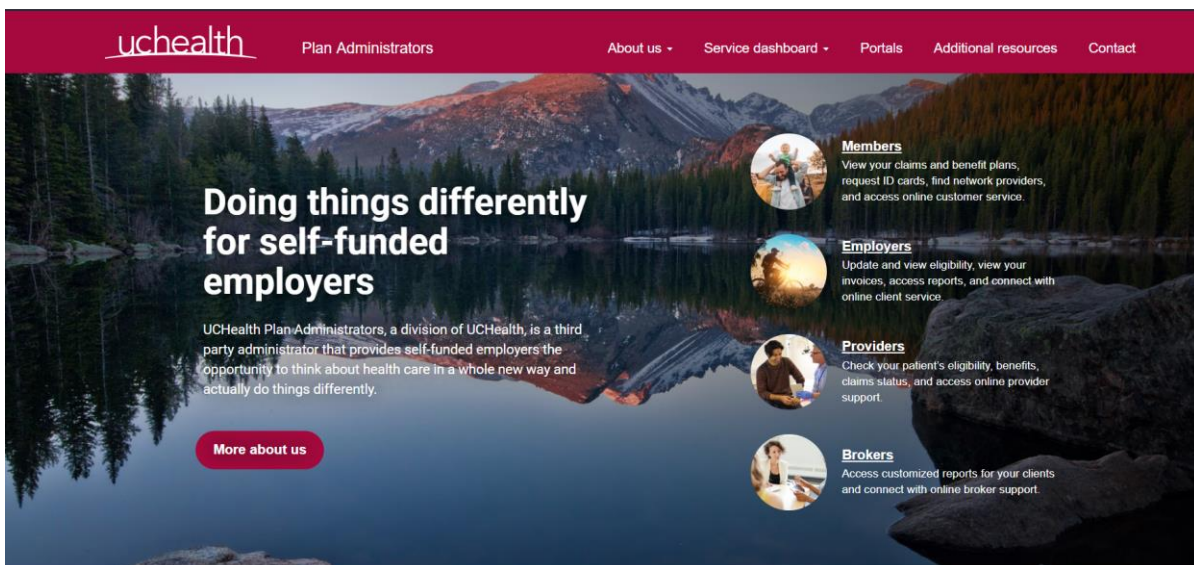 uchealth
Plan Administrators
About us
Service dashboard
Portals
Additional resources
Contact
Doing things differently
for self-funded
employers
UCHealth Plan Administrators, a division of UCHealth, is a third
party administrator that provides self-funded employers the
opportunity to think about health care in a whole new way and
actually do things differently.
More about us
Members
View your claims and benefit plans,
request ID cards, find network providers,
and access online customer service.
Employers
Update and view eligibility, view your
invoices, access reports, and connect with
online client service.
Providers
Check your patient's eligibility, benefits,
claims status, and access online provider
support.
Brokers
Access customized reports for your clients
and connect with online broker support.